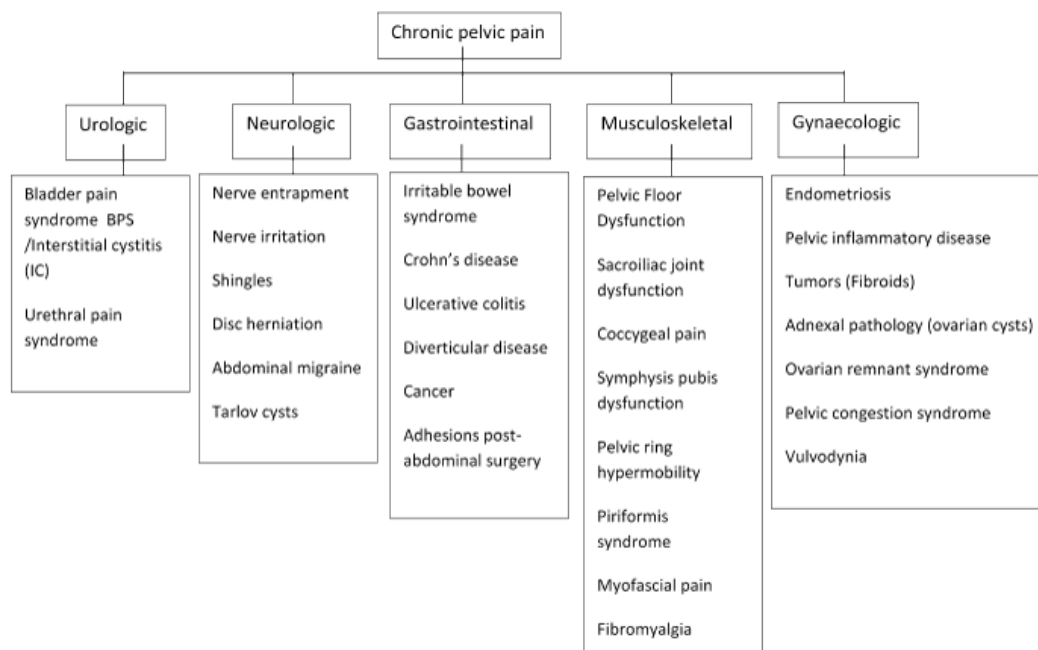 Chronic pelvic pain
Urologic
Neurologic
Gastrointestinal
Musculoskeletal
Gynaecologic
Bladder pain
syndrome BPS
/Interstitial cystitis
(IC)
Urethral pain
syndrome
Nerve entrapment
Nerve irritation
Shingles
Disc herniation
Abdominal migraine
Tarlov cysts
Irritable bowel
syndrome
Crohn’s disease
Ulcerative colitis
Diverticular disease
Cancer
Adhesions post-
abdominal surgery
Pelvic Floor
Dysfunction
Sacroiliac joint
dysfunction
Coccygeal pain
Symphysis pubis
dysfunction
Pelvic ring
hypermobility
Piriformis
syndrome
Myofascial pain
Fibromyalgia
Endometriosis
Pelvic inflammatory disease
Tumors (Fibroids)
Adnexal pathology (ovarian cysts)
Ovarian remnant syndrome
Pelvic congestion syndrome
Vulvodynia